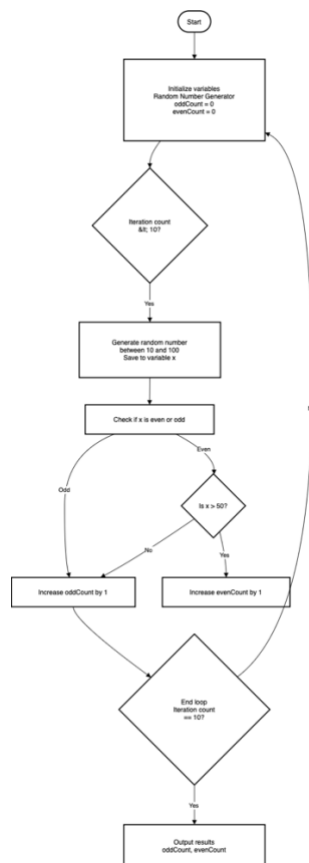 Start
Initialize variables
Random Number Generator
oddCount = 0
evenCount = 0
Iteration count
&lt; 10?
Yes
Generate random number
between 10 and 100
Save to variable x
Check if x is even or odd
Even
Odd
Is x > 50?
No
Yes
Increase oddCount by 1
Increase evenCount by 1
End loop
Iteration count
== 10?
Yes
Output results
oddCount, evenCount